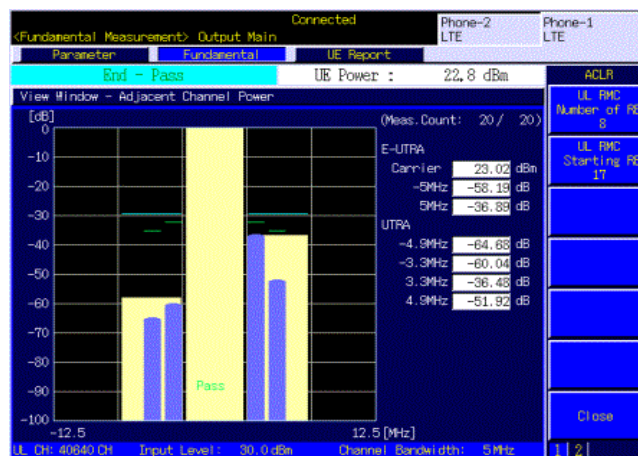 Connected
<Fundamental Measurement> Output Main
Phone-2
LTE
Phone-1
LTE
Parameter Fundamental UE Report
End - Pass UE Power : 22.8 dBm
ACLR
View Window - Adjacent Channel Power
UL RMC
Number of RB
8
UL RMC
Starting RB
17
[dB] (Meas.Count: 20/ 20)
0
-10
-20
-30
-40
-50
-60
-70
-80
-90
-100
E-UTRA
Carrier 23.02 dBm
-5MHz -58.19 dB
5MHz -36.89 dB
UTRA
-4.9MHz -64.68 dB
-3.3MHz -60.04 dB
3.3MHz -36.48 dB
4.9MHz -51.92 dB
Pass
-12.5 12.5[MHz]
Close
UL CH: 40640 CH Input Level: 30.0 dBm Channel Bandwidth: 5 MHz
1 2